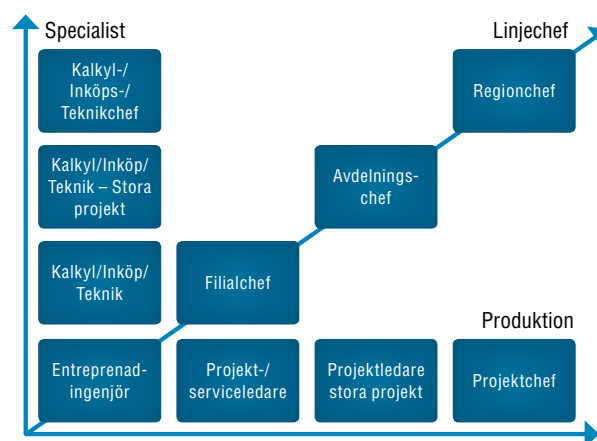 Specialist
Linjechef
Kalkyl-/
Inköps-/
Teknikchef
Regionchef
Kalkyl/Inköp/
Teknik – Stora
projekt
Avdelnings-
chef
Kalkyl/Inköp/
Teknik
Filialchef
Produktion
Entreprenad-
ingenjör
Projekt-/
serviceledare
Projektledare
stora projekt
Projektchef